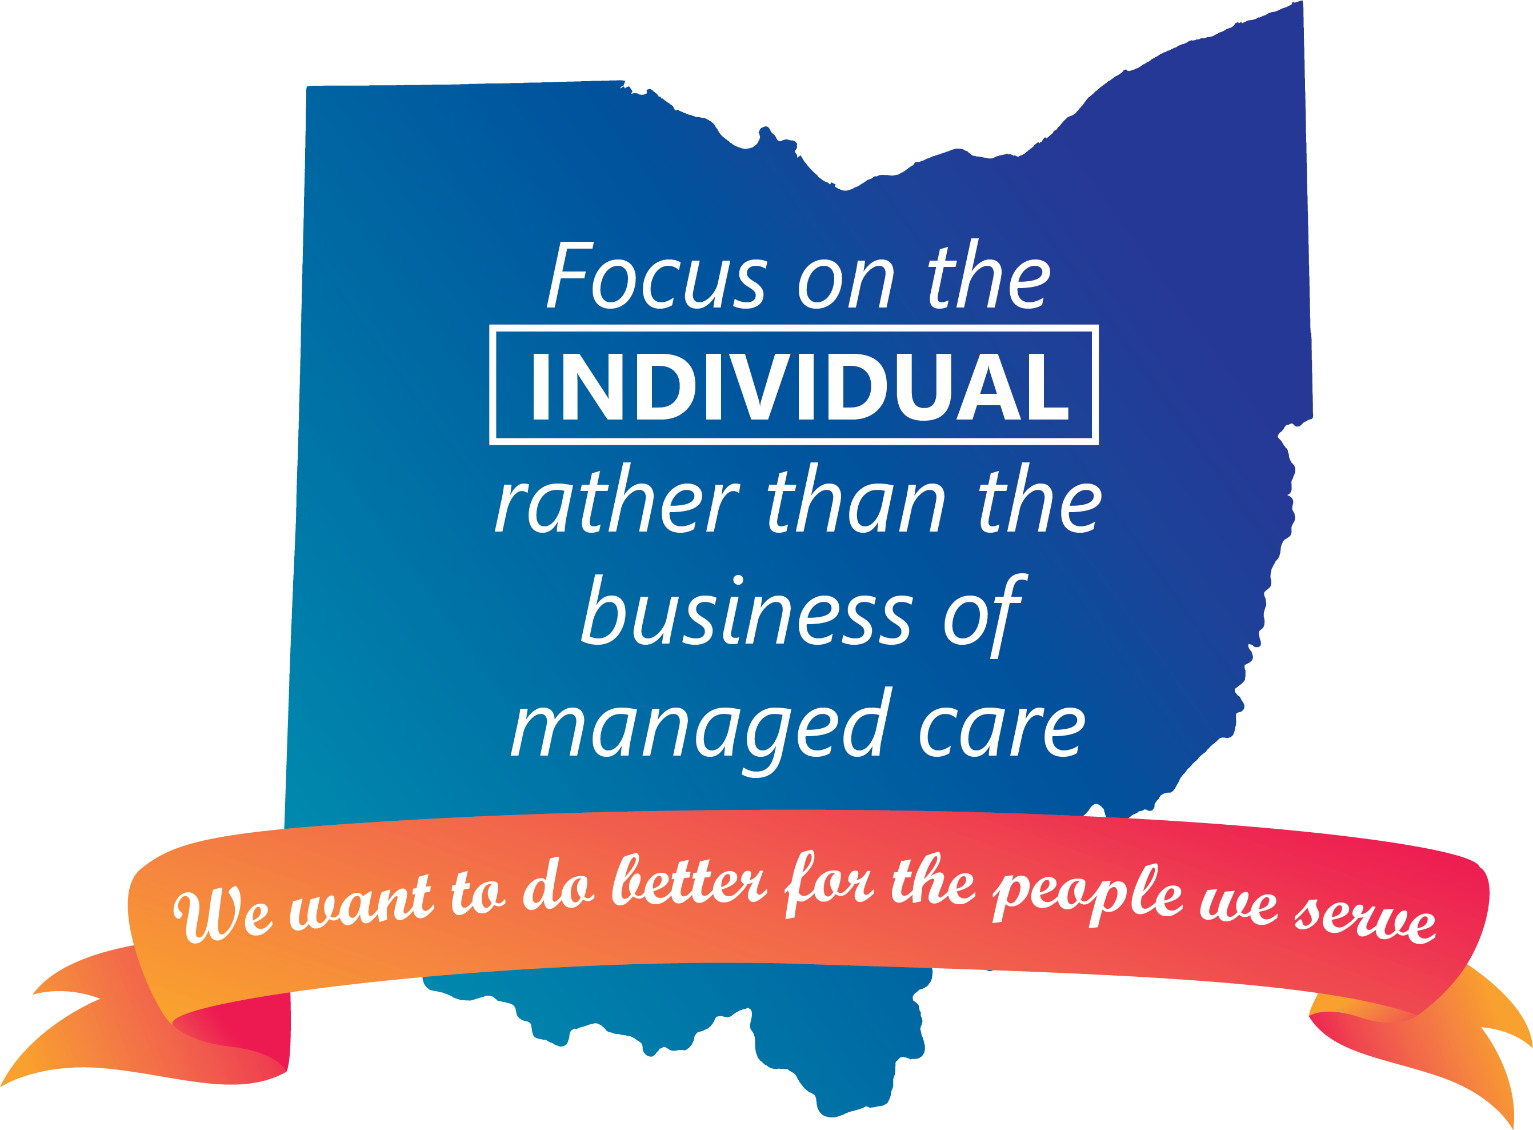 Focus on the
INDIVIDUAL
rather than the
business of
managed care
We want to do better for the people we serve